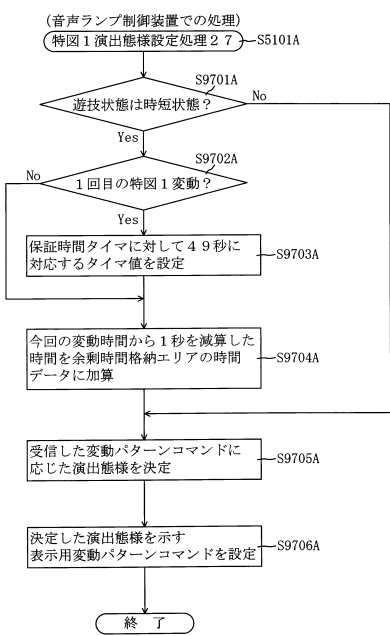 (音声ランプ制御装置での処理)
特図1演出態様設定処理27
S5101A
S9701A
遊技状態は時短状態?
No
Yes
S9702A
No
1回目の特図1変動?
Yes
保証時間タイマに対して49秒に
対応するタイマ値を設定
S9703A
今回の変動時間から1秒を減算した
時間を余剰時間格納エリアの時間
データに加算
S9704A
受信した変動パターンコマンドに
応じた演出態様を決定
S9705A
決定した演出態様を示す
表示用変動パターンコマンドを設定
S9706A
終 了